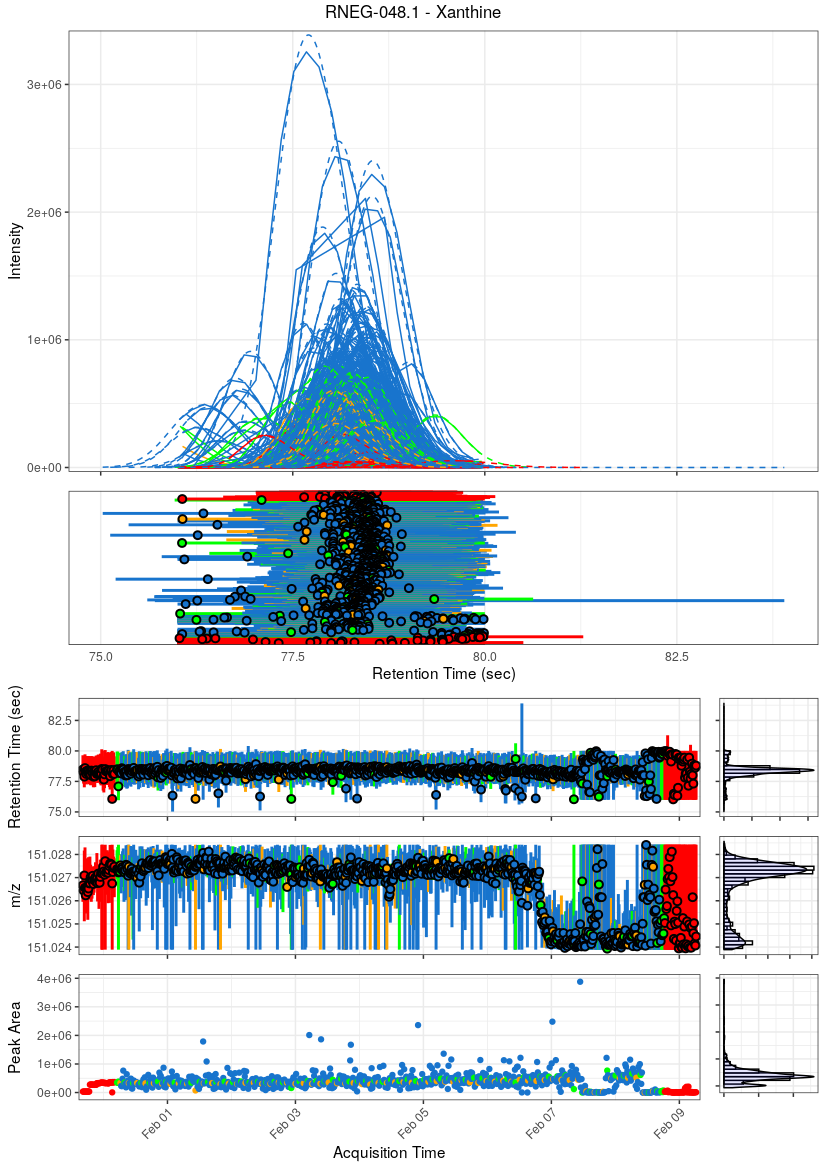 RNEG-048.1 - Xanthine
3e+06
2e+06
1e+06
0e+00
Intensity
75.0 77.5 80.0 82.5
Retention Time (sec)
82.5
80.0
77.5
75.0
Retention Time (sec)
151.028
151.027
151.026
151.025
151.024
m/z
4e+06
3e+06
2e+06
1e+06
0e+00
Peak Area
Feb 01 Feb 03 Feb 05 Feb 07 Feb 09
Acquisition Time